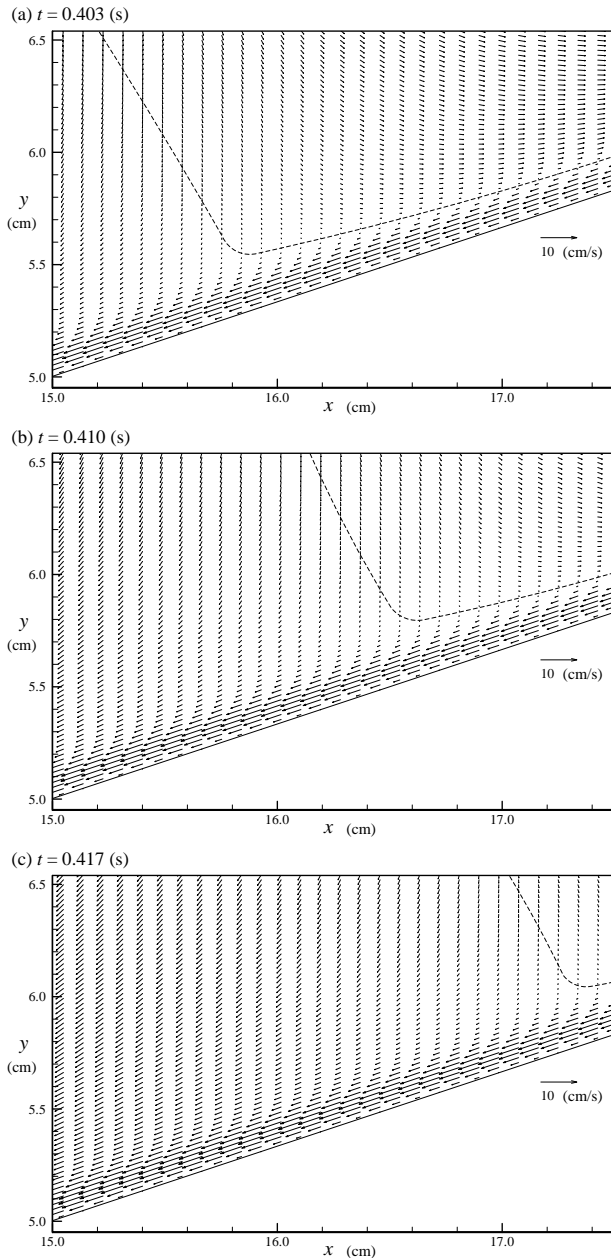 (a) t = 0.403 (s)
6.5
6.0
y
(cm)
5.5
10 (cm/s)
5.0
15.0 16.0 17.0
x (cm)
(b) t = 0.410 (s)
6.5
6.0
y
(cm)
5.5
10 (cm/s)
5.0
15.0 16.0 17.0
x (cm)
(c) t = 0.417 (s)
6.5
6.0
y
(cm)
5.5
10 (cm/s)
5.0
15.0 16.0 17.0
x (cm)